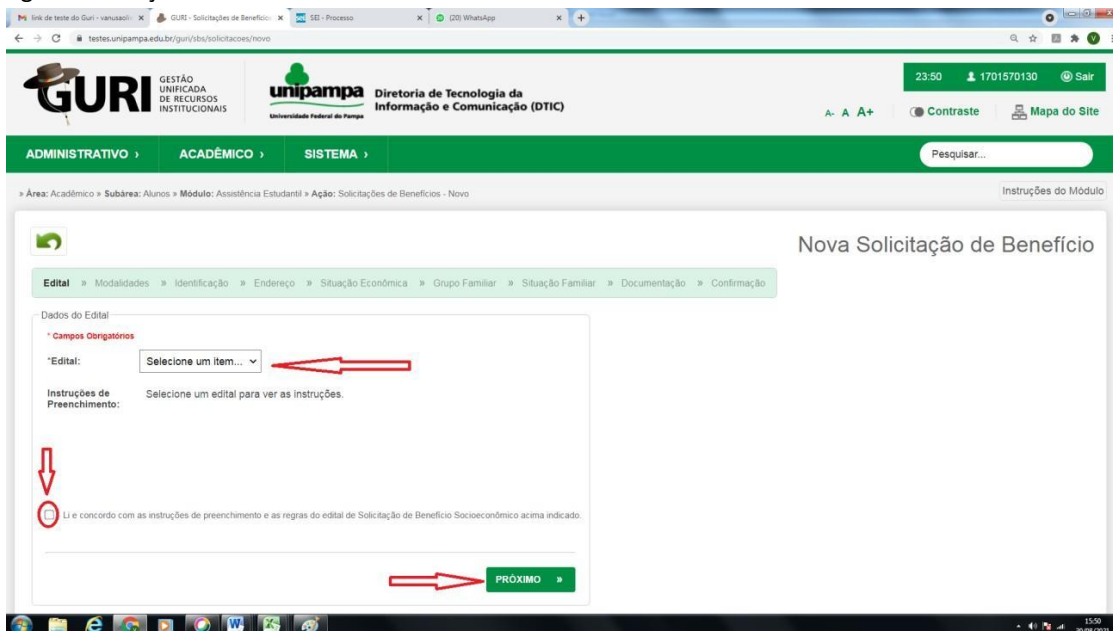 link de teste do Guri - vanusaoli
GURI - Solicitações de Benefícios
SEI - Processo
(20) WhatsApp
testes.unipampa.edu.br/guri/sbs/solicitacoes/novo
GURI
GESTÃO
UNIFICADA
DE RECURSOS
INSTITUCIONAIS
unipampa
Universidade Federal do Pampa
Diretoria de Tecnologia da
Informação e Comunicação (DTIC)
23:50 1701570130 Sair
A- A A+ Contraste Mapa do Site
ADMINISTRATIVO › ACADÊMICO › SISTEMA ›
Pesquisar...
» Área: Acadêmico » Subárea: Alunos » Módulo: Assistência Estudantil » Ação: Solicitações de Benefícios - Novo
Instruções do Módulo
Nova Solicitação de Benefício
Edital » Modalidades » Identificação » Endereço » Situação Econômica » Grupo Familiar » Situação Familiar » Documentação » Confirmação
Dados do Edital
* Campos Obrigatórios
*Edital: Selecione um item...
Instruções de Preenchimento: Selecione um edital para ver as instruções.
Li e concordo com as instruções de preenchimento e as regras do edital de Solicitação de Benefício Socioeconômico acima indicado.
PRÓXIMO »
15:50